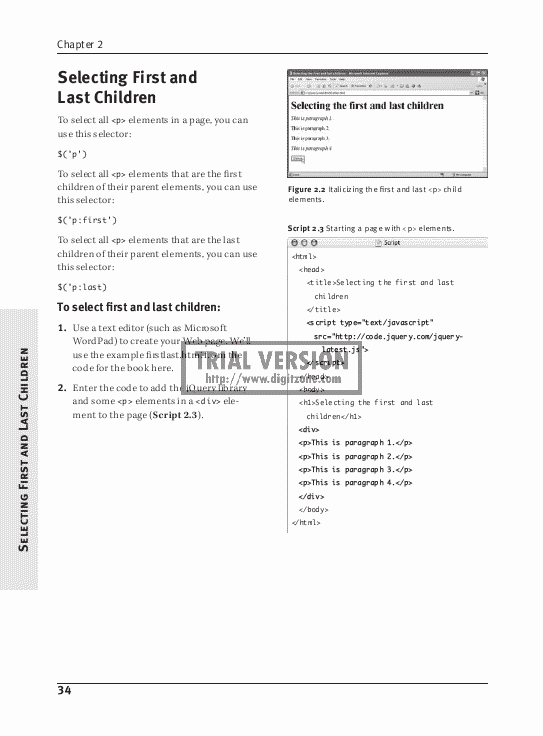 Chapter 2
Selecting First and
Last Children
To select all <p> elements in a page, you can
use this selector:
$('p')
To select all <p> elements that are the first
children of their parent elements, you can use
this selector:
$('p:first')
To select all <p> elements that are the last
children of their parent elements, you can use
this selector:
$('p:last)
To select first and last children:
1. Use a text editor (such as Microsoft
WordPad) to create your Web page. We'll
use the example firstlast.html from the
code for the book here.
2. Enter the code to add the jQuery library
and some <p> elements in a <div> ele-
ment to the page (Script 2.3).
Selecting the first and last children
This is paragraph 1.
This is paragraph 2.
This is paragraph 3.
This is paragraph 4.
Figure 2.2 Italicizing the first and last <p> child
elements.
Script 2.3 Starting a page with <p> elements.
Script
<html>
<head>
<title>Selecting the first and last
children
</title>
<script type="text/javascript"
src="http://code.jquery.com/jquery-
latest.js">
</script>
</head>
<body>
<h1>Selecting the first and last
children</h1>
<div>
<p>This is paragraph 1.</p>
<p>This is paragraph 2.</p>
<p>This is paragraph 3.</p>
<p>This is paragraph 4.</p>
</div>
</body>
</html>
TRIAL VERSION
http://www.digitzone.com
Selecting First and Last Children
34